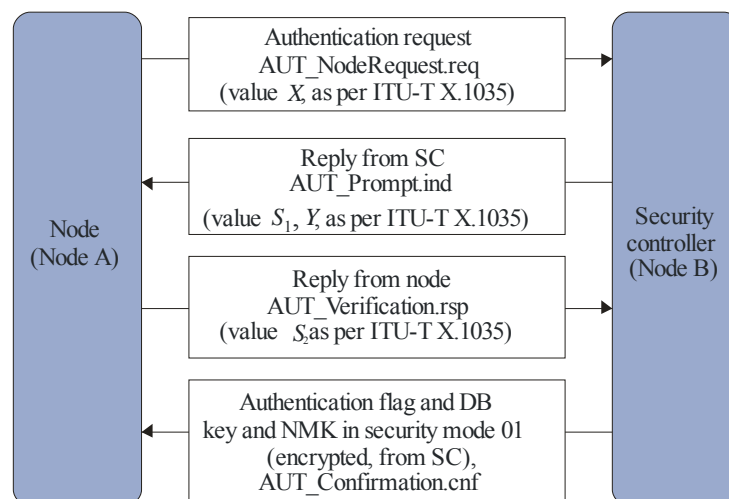 Authentication request
AUT_NodeRequest.req
(value X, as per ITU-T X.1035)
Reply from SC
AUT_Prompt.ind
(value S1, Y, as per ITU-T X.1035)
Node
(Node A)
Security
controller
(Node B)
Reply from node
AUT_Verification.rsp
(value S2 as per ITU-T X.1035)
Authentication flag and DB
key and NMK in security mode 01
(encrypted, from SC),
AUT_Confirmation.cnf